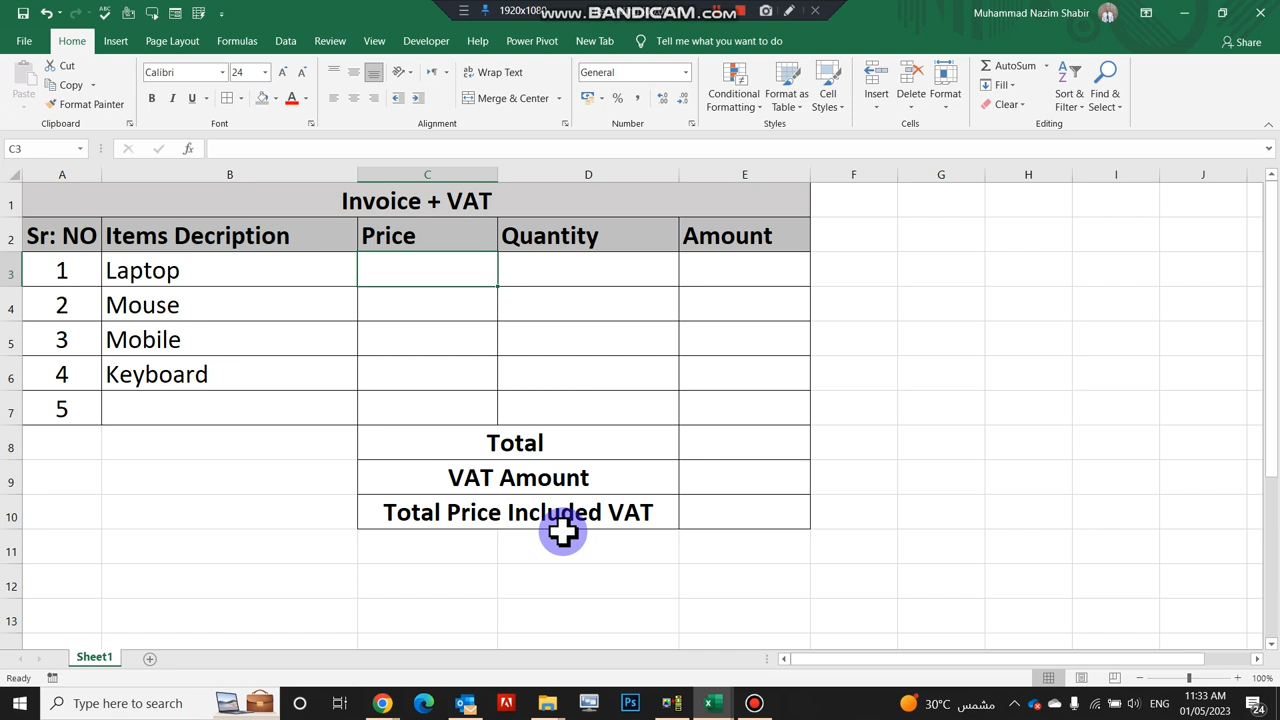 1920x1080
www.BANDICAM.com
Muhammad Nazim Shabir
File Home Insert Page Layout Formulas Data Review View Developer Help Power Pivot New Tab Tell me what you want to do Share
Paste Cut Copy Format Painter Clipboard
Calibri 24 B I U A Font
Wrap Text Merge & Center Alignment
General % , Number
Conditional Formatting Format as Table Cell Styles Styles
Insert Delete Format Cells
AutoSum Fill Clear Sort & Filter Find & Select Editing
C3 fx
A B C D E F G H I J
1 Invoice + VAT
2 Sr: NO Items Decription Price Quantity Amount
3 1 Laptop
4 2 Mouse
5 3 Mobile
6 4 Keyboard
7 5
8 Total
9 VAT Amount
10 Total Price Included VAT
11
12
13
Sheet1
Ready 100%
Type here to search 30°C مشمس 11:33 AM
01/05/2023 24